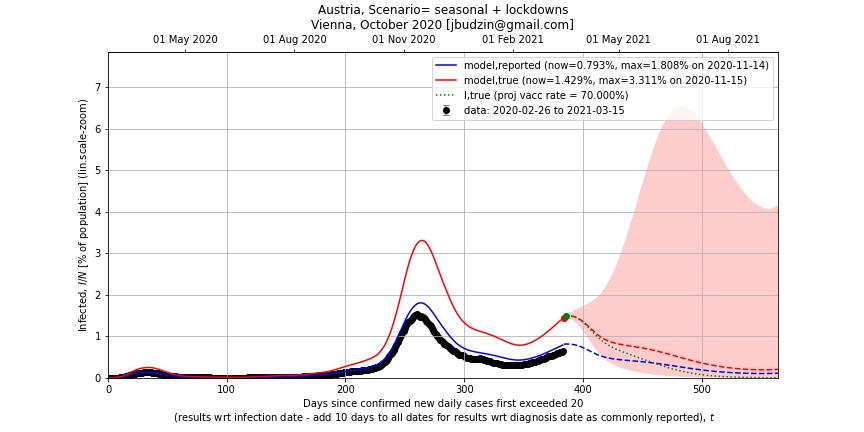 Austria, Scenario= seasonal + lockdowns
Vienna, October 2020 [jbudzin@gmail.com]
01 May 2020 01 Aug 2020 01 Nov 2020 01 Feb 2021 01 May 2021 01 Aug 2021
model,reported (now=0.793%, max=1.808% on 2020-11-14)
model,true (now=1.429%, max=3.311% on 2020-11-15)
I,true (proj vacc rate = 70.000%)
data: 2020-02-26 to 2021-03-15
Infected, I/N [% of population] (lin.scale-zoom)
7
6
5
4
3
2
1
0
0 100 200 300 400 500
Days since confirmed new daily cases first exceeded 20
(results wrt infection date - add 10 days to all dates for results wrt diagnosis date as commonly reported), t